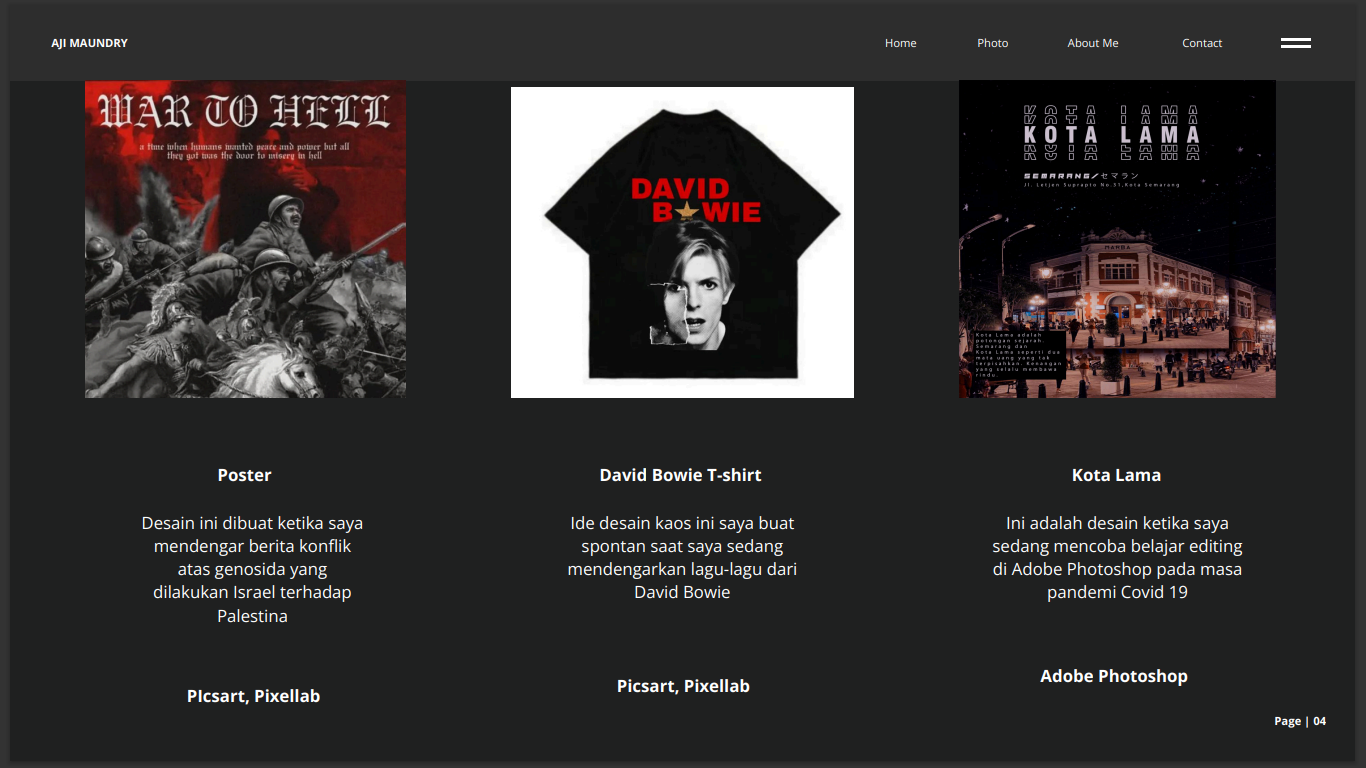 AJI MAUNDRY
Home
Photo
About Me
Contact
WAR TO HELL
a time when humans wanted peace and power but all
they got was the door to misery in hell
DAVID
BOWIE
KOTA LAMA
KOTA LAMA
KOTA LAMA
SEMARANG/セマラン
Jl. Letjen Suprapto No.31,Kota Semarang
MARBA
Kota Lama adalah
potongan sejarah.
Semarang dan
Kota Lama seperti dua
mata uang yang tak
terpisahkan. Kenangan
yang selalu membawa
rindu.
Poster
Desain ini dibuat ketika saya
mendengar berita konflik
atas genosida yang
dilakukan Israel terhadap
Palestina
PIcsart, Pixellab
David Bowie T-shirt
Ide desain kaos ini saya buat
spontan saat saya sedang
mendengarkan lagu-lagu dari
David Bowie
Picsart, Pixellab
Kota Lama
Ini adalah desain ketika saya
sedang mencoba belajar editing
di Adobe Photoshop pada masa
pandemi Covid 19
Adobe Photoshop
Page | 04